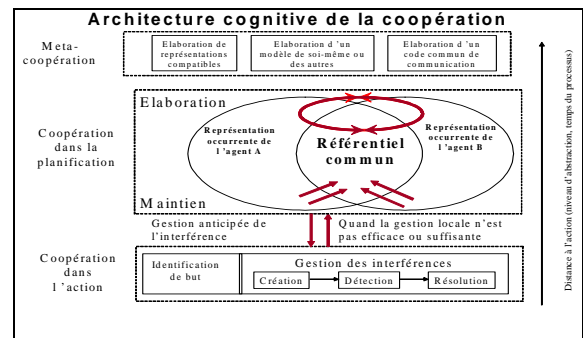 Architecture cognitive de la coopération
Meta-
coopération
Elaboration de
représentations
compatibles
Elaboration d'un
modèle de soi-même ou
des autres
Elaboration d'un
code commun de
communication
Coopération
dans la
planification
Elaboration
Représentation
occurrente de
l'agent A
Référentiel
commun
Représentation
occurrente de
l'agent B
Maintien
Gestion anticipée de
l'interférence
Quand la gestion locale n'est
pas efficace ou suffisante
Coopération
dans
l'action
Identification
de but
Gestion des interférences
Création
Détection
Résolution
Distance à l'action (niveau d'abstraction, temps du processus)